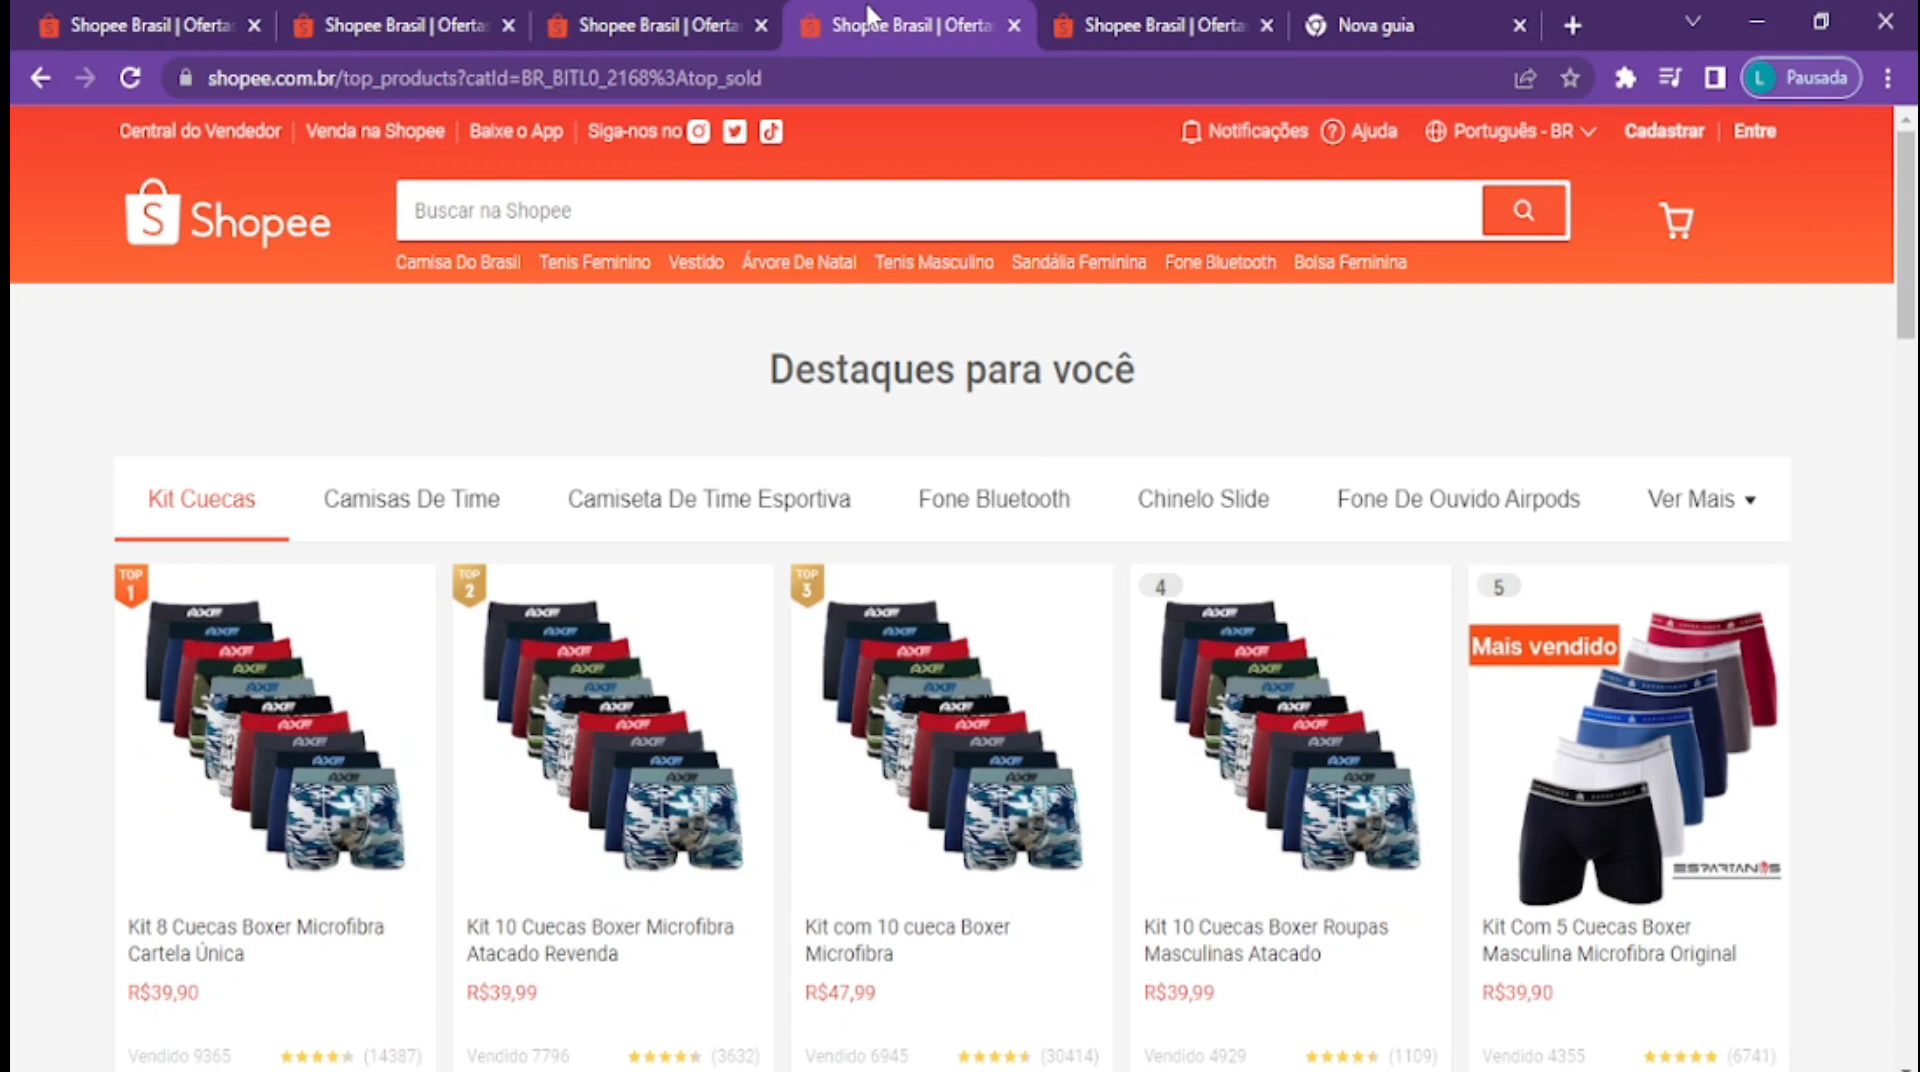 Shopee Brasil | Oferta Shopee Brasil | Oferta Shopee Brasil | Oferta Shopee Brasil | Oferta Shopee Brasil | Oferta Nova guia
shopee.com.br/top_products?catId=BR_BITL0_2168%3Atop_sold L Pausada
Central do Vendedor Venda na Shopee Baixe o App Siga-nos no Notificações Ajuda Português - BR Cadastrar Entre
Shopee Buscar na Shopee
Camisa Do Brasil Tenis Feminino Vestido Árvore De Natal Tenis Masculino Sandália Feminina Fone Bluetooth Bolsa Feminina
Destaques para você
Kit Cuecas Camisas De Time Camiseta De Time Esportiva Fone Bluetooth Chinelo Slide Fone De Ouvido Airpods Ver Mais
TOP 1 TOP 2 TOP 3 4 5
Mais vendido
ESPARTANOS
Kit 8 Cuecas Boxer Microfibra
Cartela Única
R$39,90
Vendido 9365 (14387)
Kit 10 Cuecas Boxer Microfibra
Atacado Revenda
R$39,99
Vendido 7796 (3632)
Kit com 10 cueca Boxer
Microfibra
R$47,99
Vendido 6945 (30414)
Kit 10 Cuecas Boxer Roupas
Masculinas Atacado
R$39,99
Vendido 4929 (1109)
Kit Com 5 Cuecas Boxer
Masculina Microfibra Original
R$39,90
Vendido 4355 (6741)